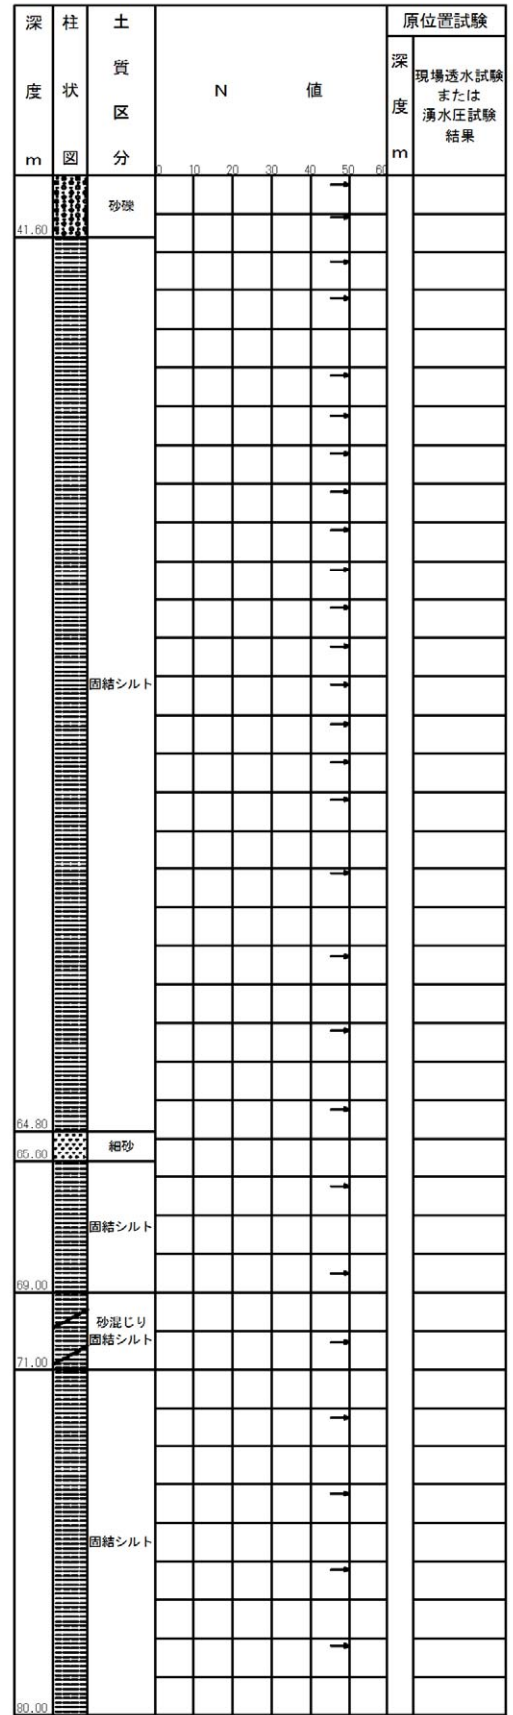 深度m
柱状図
土質区分
N 値
原位置試験
深度m
現場透水試験
または
湧水圧試験
結果
0 10 20 30 40 50 60
砂礫
41.60
固結シルト
64.80
細砂
65.60
固結シルト
69.00
砂混じり
固結シルト
71.00
固結シルト
80.00